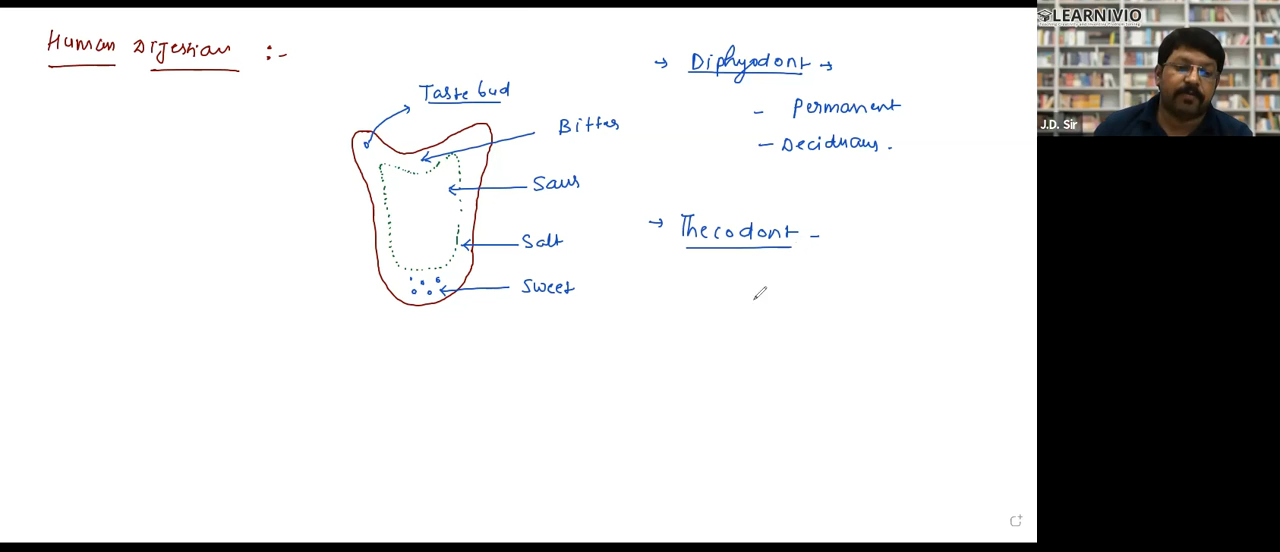 Human Digestion :-
Taste bud
Bitter
Sour
Salt
Sweet
→ Diphyodont →
- Permanent
- Deciduous.
→ Thecodont -
LEARNIVIO
J.D. Sir